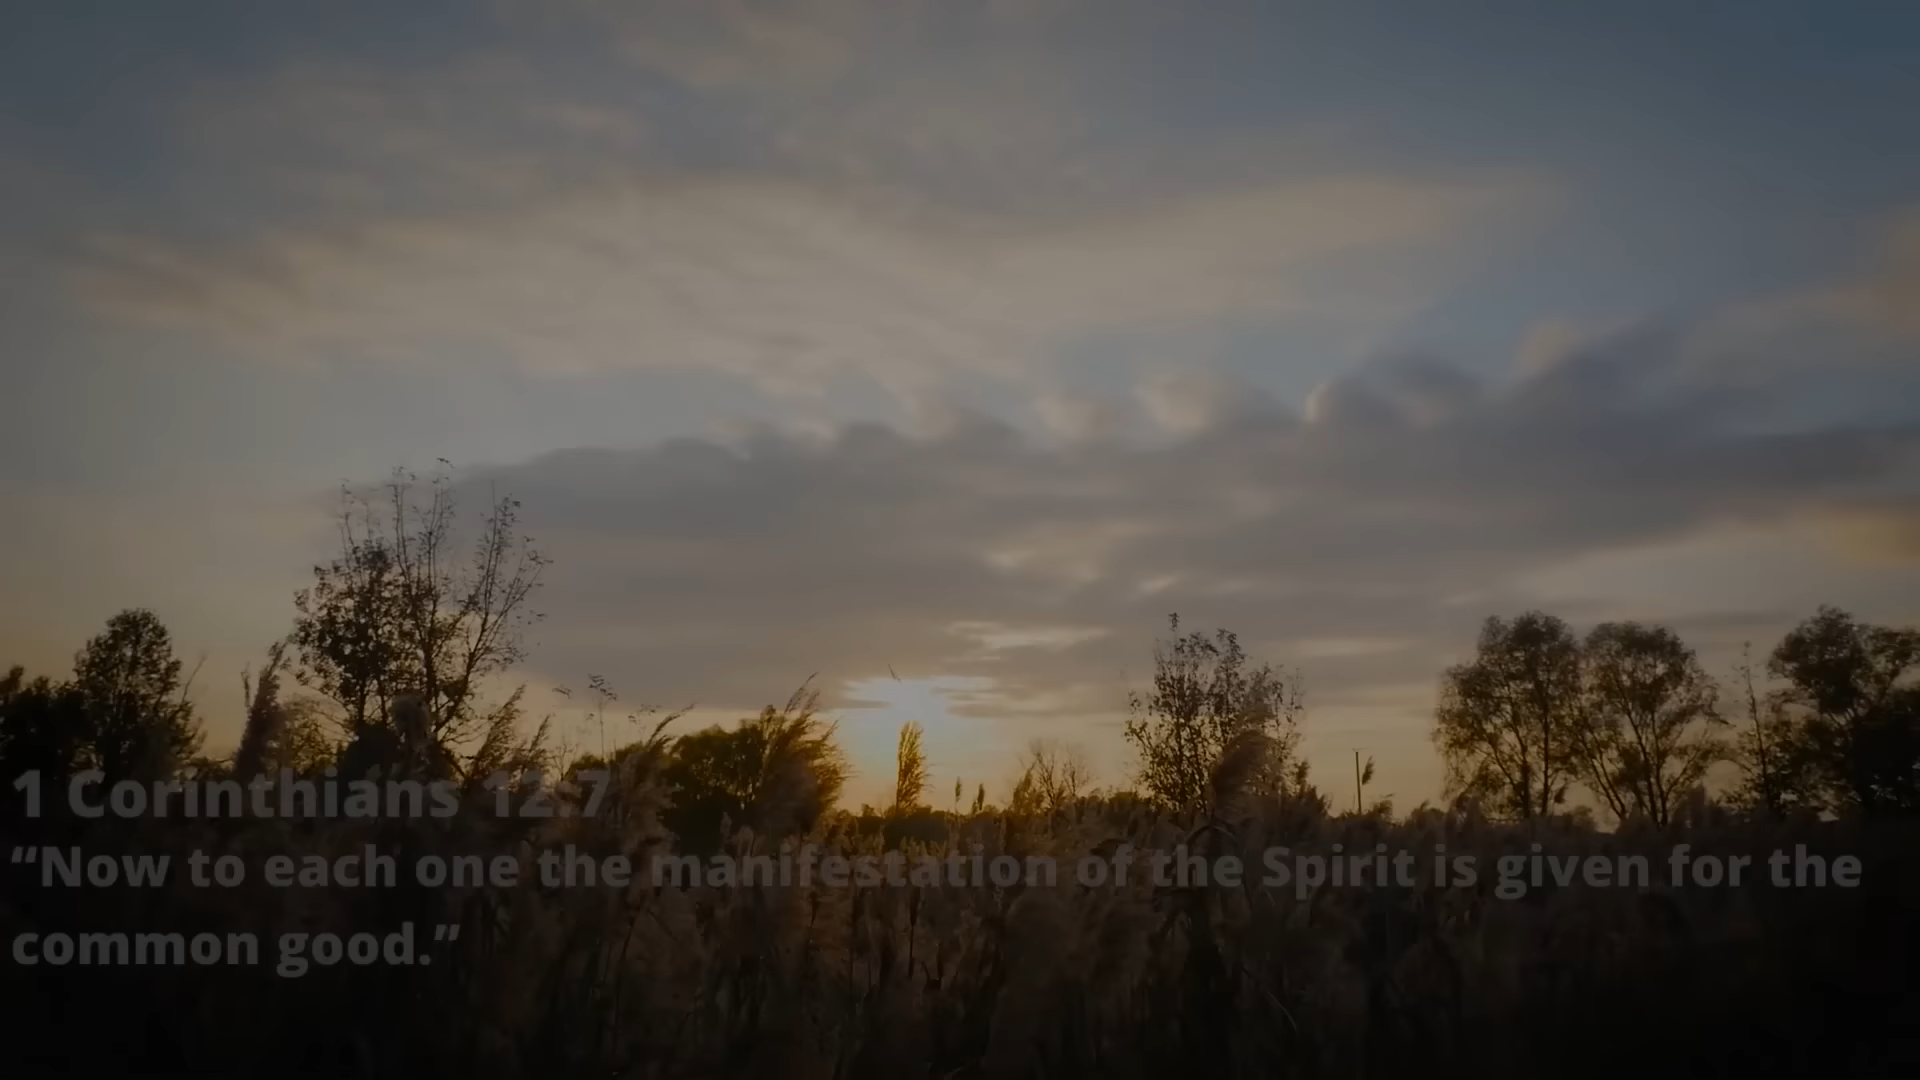 1 Corinthians 12:7
“Now to each one the manifestation of the Spirit is given for the
common good.”